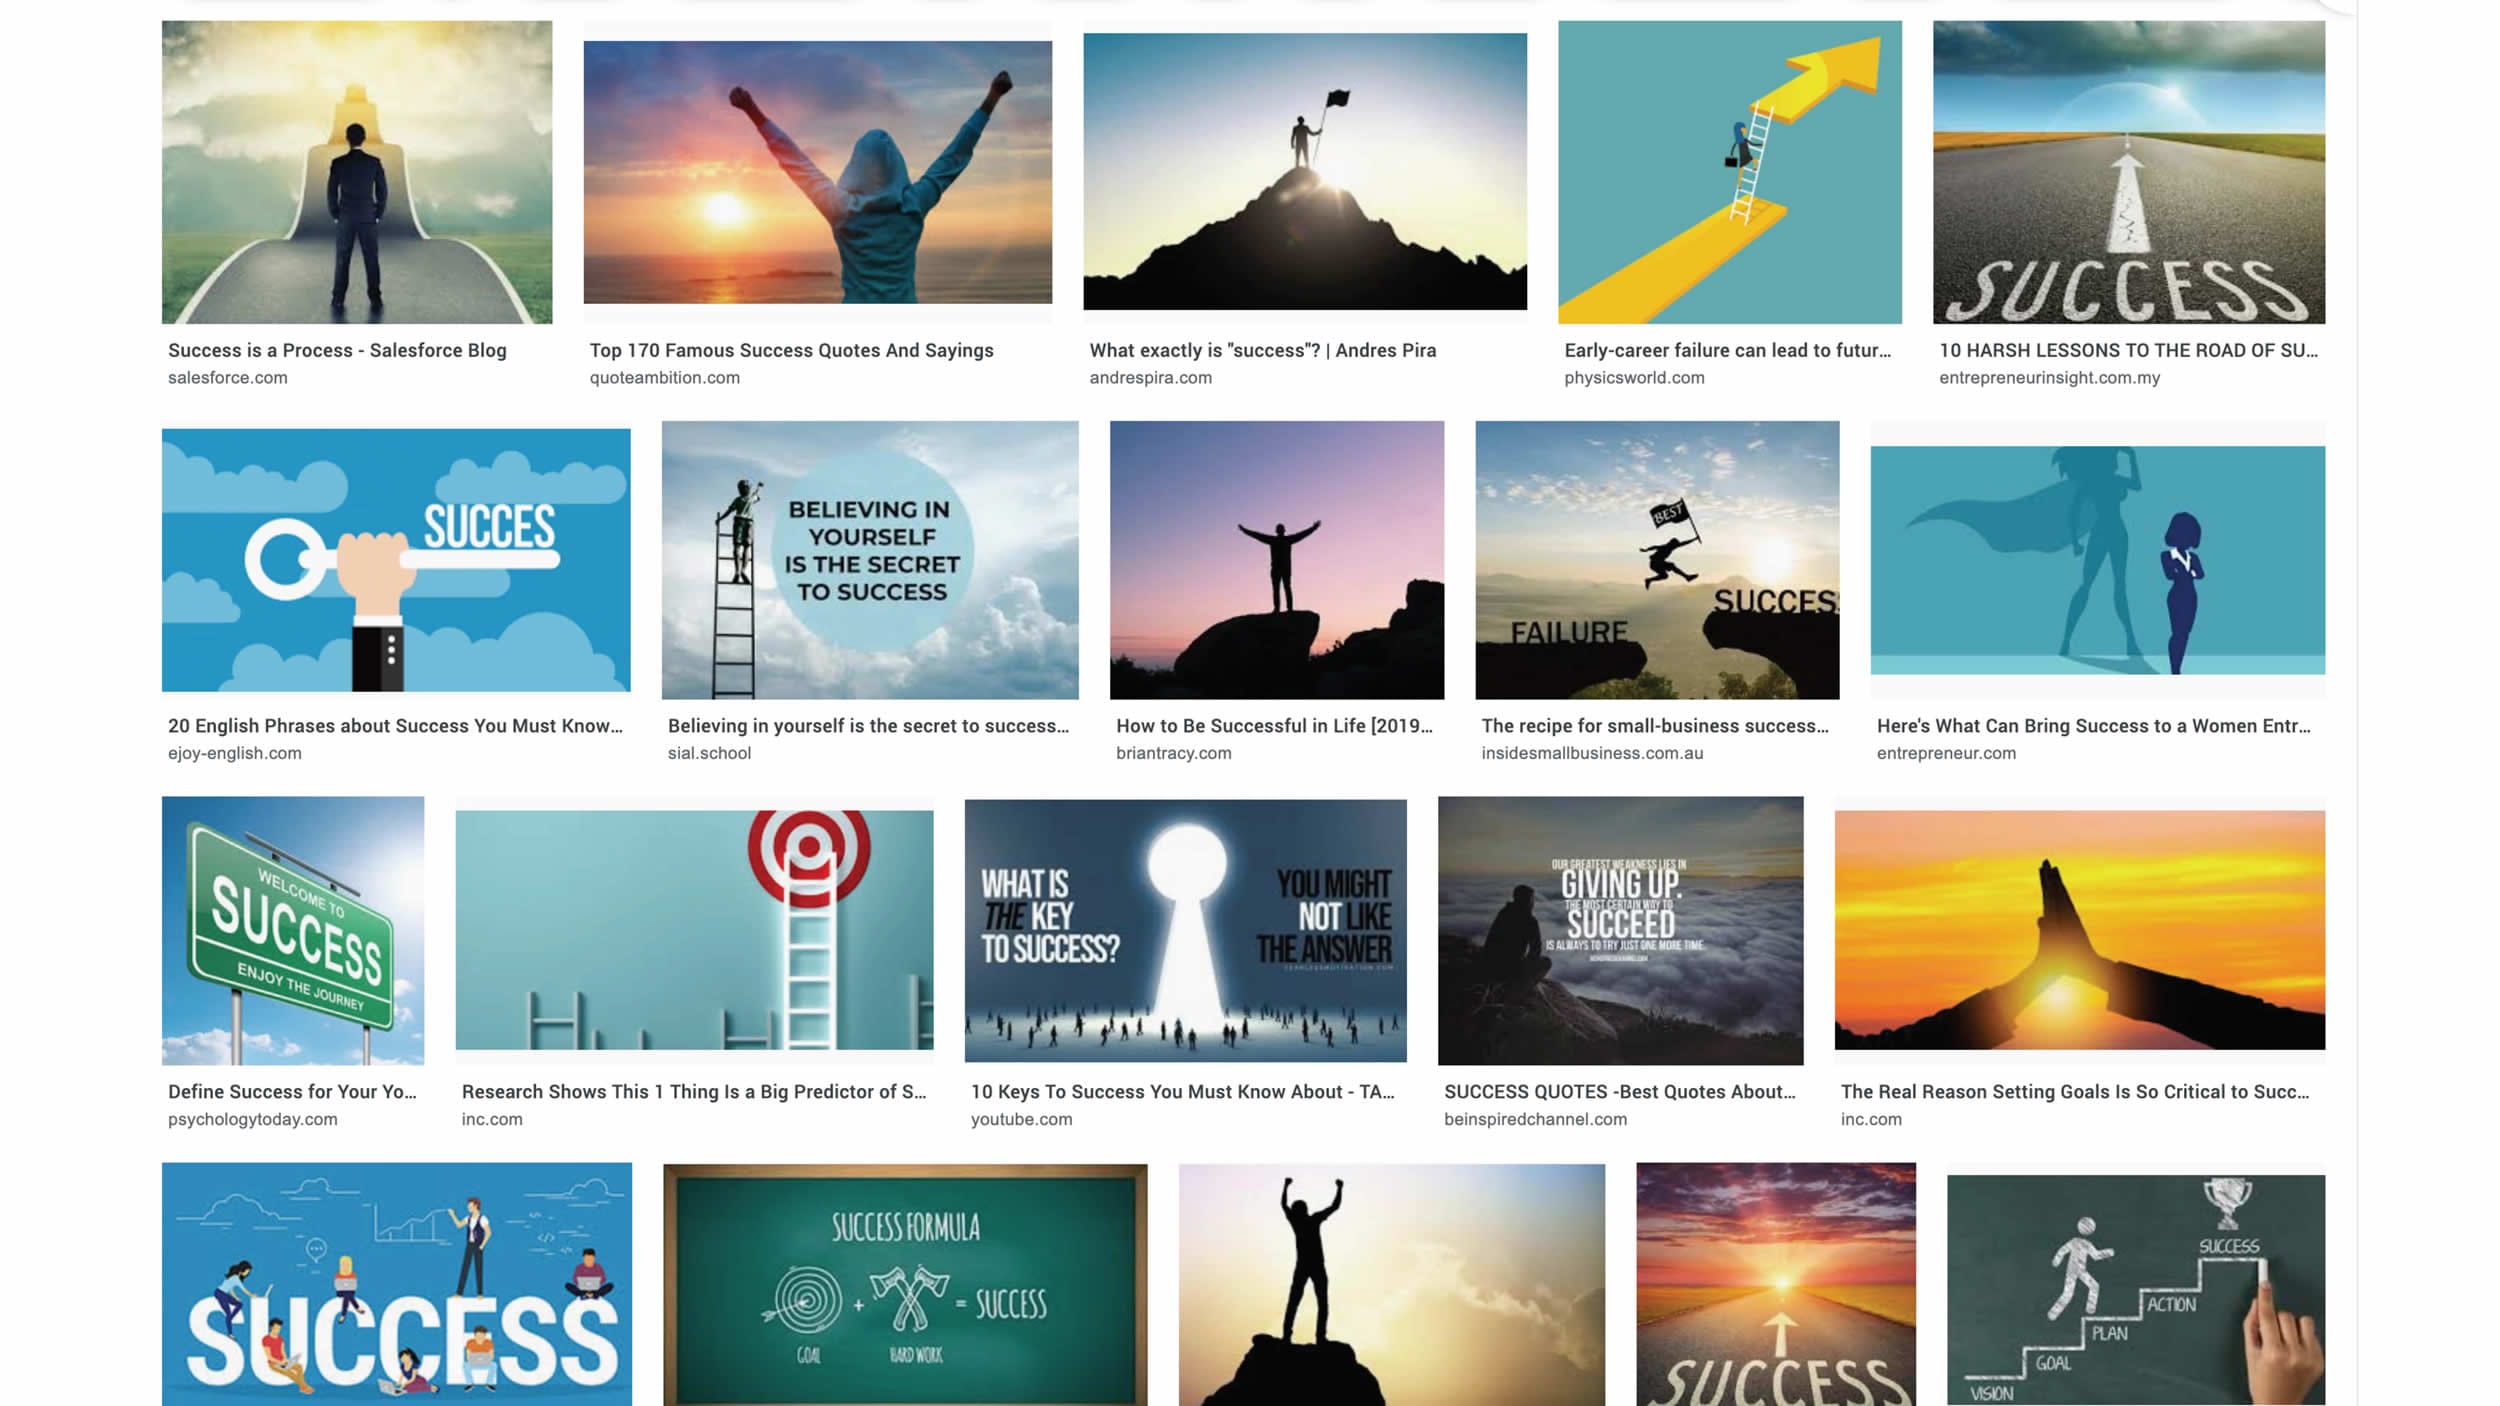 SUCCESS
Success is a Process - Salesforce Blog
salesforce.com
Top 170 Famous Success Quotes And Sayings
quoteambition.com
What exactly is "success"? | Andres Pira
andrespira.com
Early-career failure can lead to futur...
physicsworld.com
10 HARSH LESSONS TO THE ROAD OF SU...
entrepreneurinsight.com.my
SUCCES
BELIEVING IN
YOURSELF
IS THE SECRET
TO SUCCESS
BEST
FAILURE
SUCCES
20 English Phrases about Success You Must Know...
ejoy-english.com
Believing in yourself is the secret to success...
sial.school
How to Be Successful in Life [2019...
briantracy.com
The recipe for small-business success...
insidesmallbusiness.com.au
Here's What Can Bring Success to a Women Entr...
entrepreneur.com
WELCOME TO
SUCCESS
ENJOY THE JOURNEY
WHAT IS
THE KEY
TO SUCCESS?
YOU MIGHT
NOT LIKE
THE ANSWER
FEARLESSMOTIVATION.COM
OUR GREATEST WEAKNESS LIES IN
GIVING UP.
THE MOST CERTAIN WAY TO
SUCCEED
IS ALWAYS TO TRY JUST ONE MORE TIME.
Define Success for Your Yo...
psychologytoday.com
Research Shows This 1 Thing Is a Big Predictor of S...
inc.com
10 Keys To Success You Must Know About - TA...
youtube.com
SUCCESS QUOTES -Best Quotes About...
beinspiredchannel.com
The Real Reason Setting Goals Is So Critical to Succ...
inc.com
SUCCESS
SUCCESS FORMULA
+ = SUCCESS
GOAL HARD WORK
SUCCESS
SUCCESS
ACTION
PLAN
GOAL
VISION